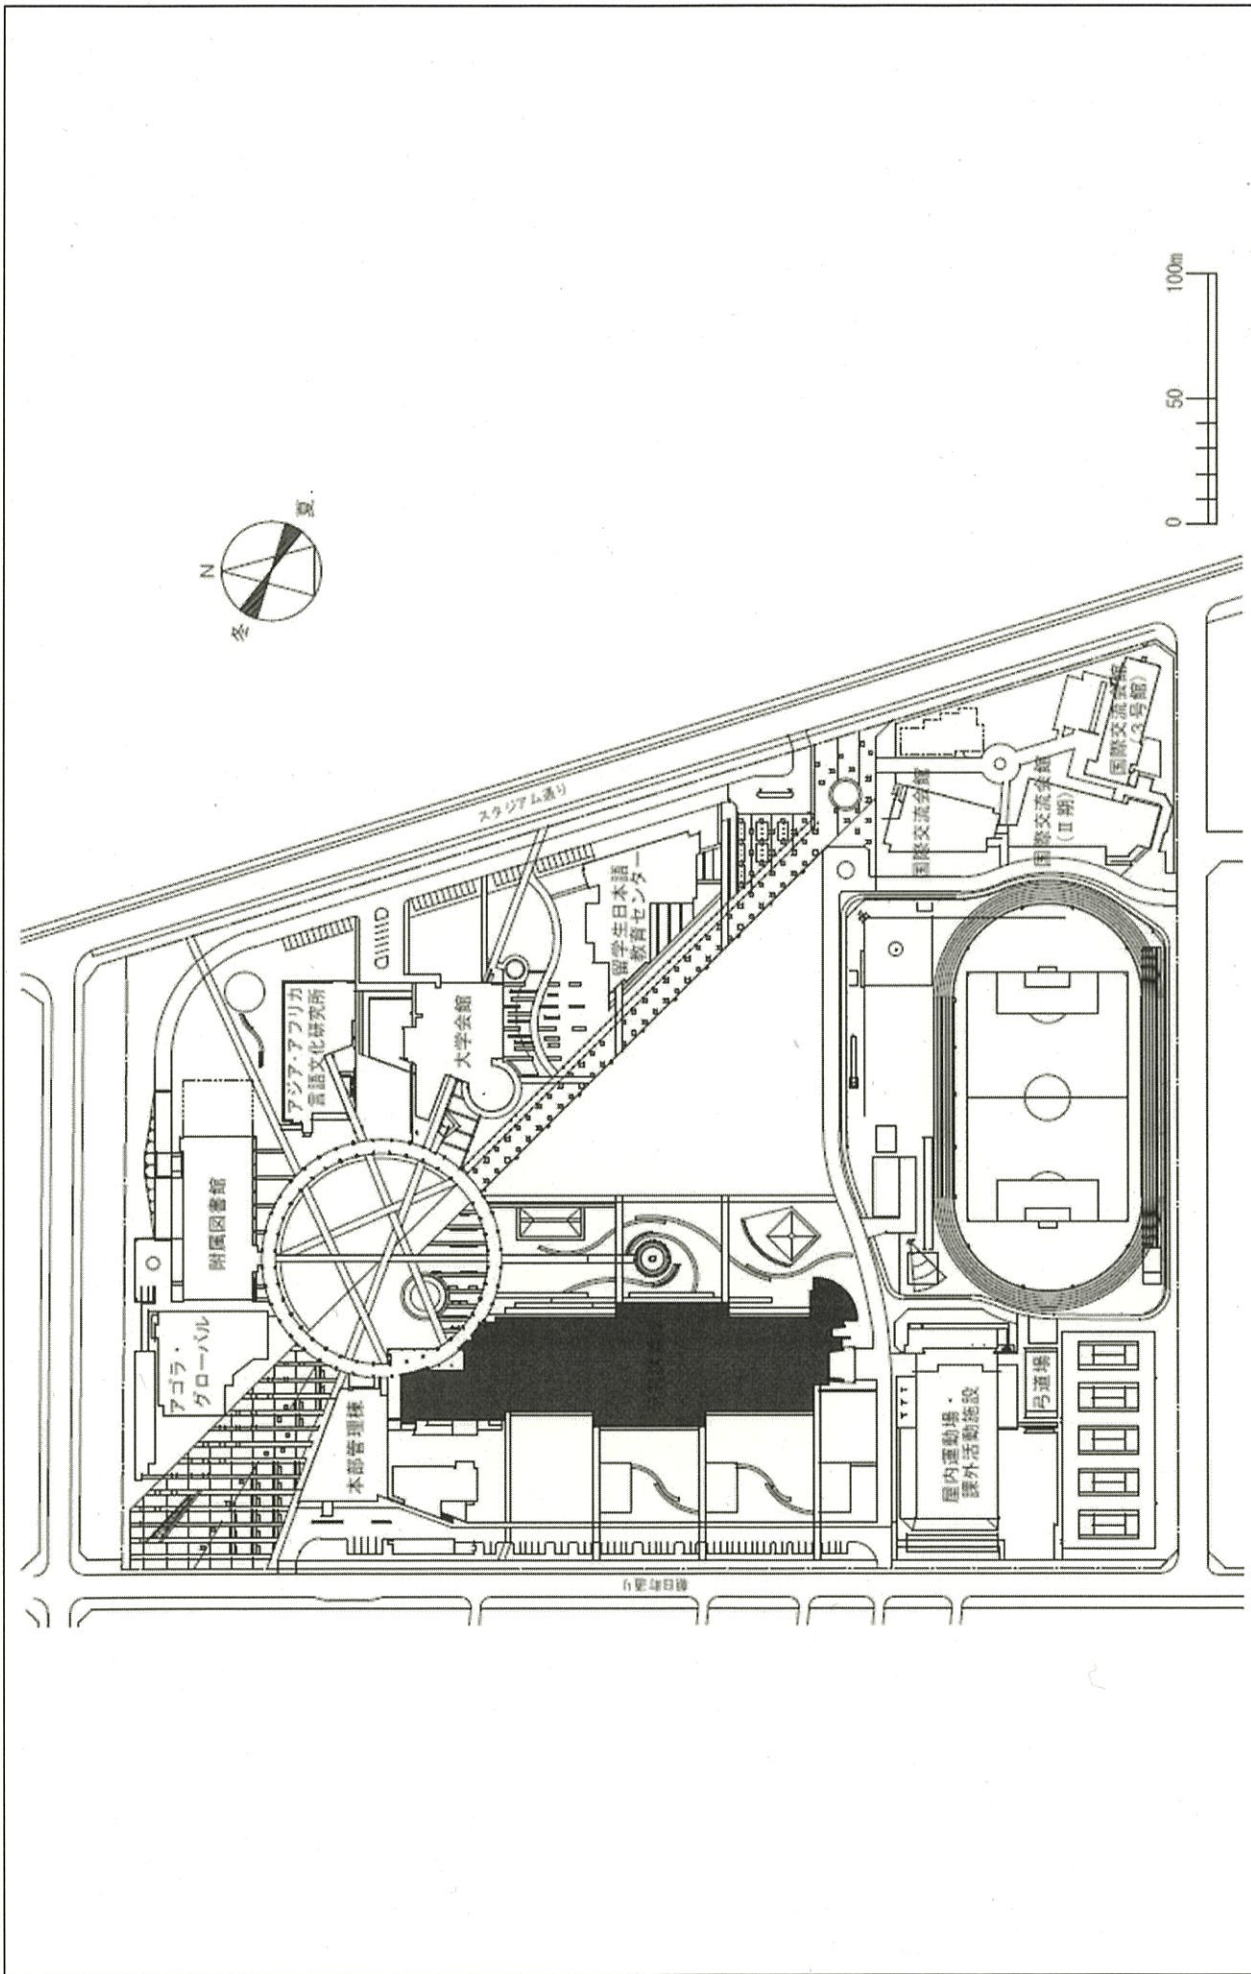 N
冬
夏
スタジアム通り
アジア・アフリカ
言語文化研究所
大学会館
留学生日本語
教育センター
附属図書館
アゴラ・
グローバル
本部管理棟
国際交流会館
国際交流会館
(Ⅱ期)
国際交流会館
(3号館)
屋内運動場・
課外活動施設
弓道場
朝日町通り
0
50
100m